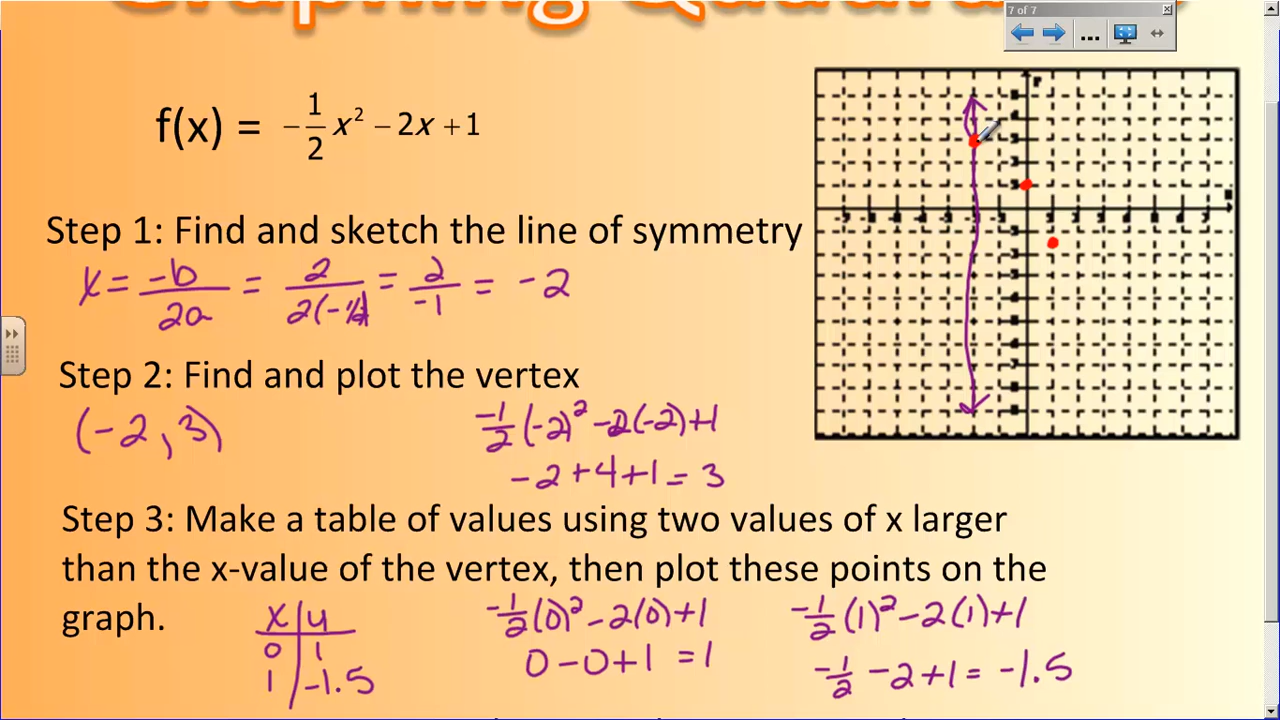 7 of 7
f(x) = -1/2 x² - 2x + 1
Step 1: Find and sketch the line of symmetry
x = -b/2a = 2/2(-1/2) = 2/-1 = -2
Step 2: Find and plot the vertex
(-2, 3)
-1/2 (-2)² - 2(-2) + 1
-2 + 4 + 1 = 3
Step 3: Make a table of values using two values of x larger
than the x-value of the vertex, then plot these points on the
graph.
x | y
0 | 1
1 | -1.5
-1/2 (0)² - 2(0) + 1
0 - 0 + 1 = 1
-1/2 (1)² - 2(1) + 1
-1/2 - 2 + 1 = -1.5